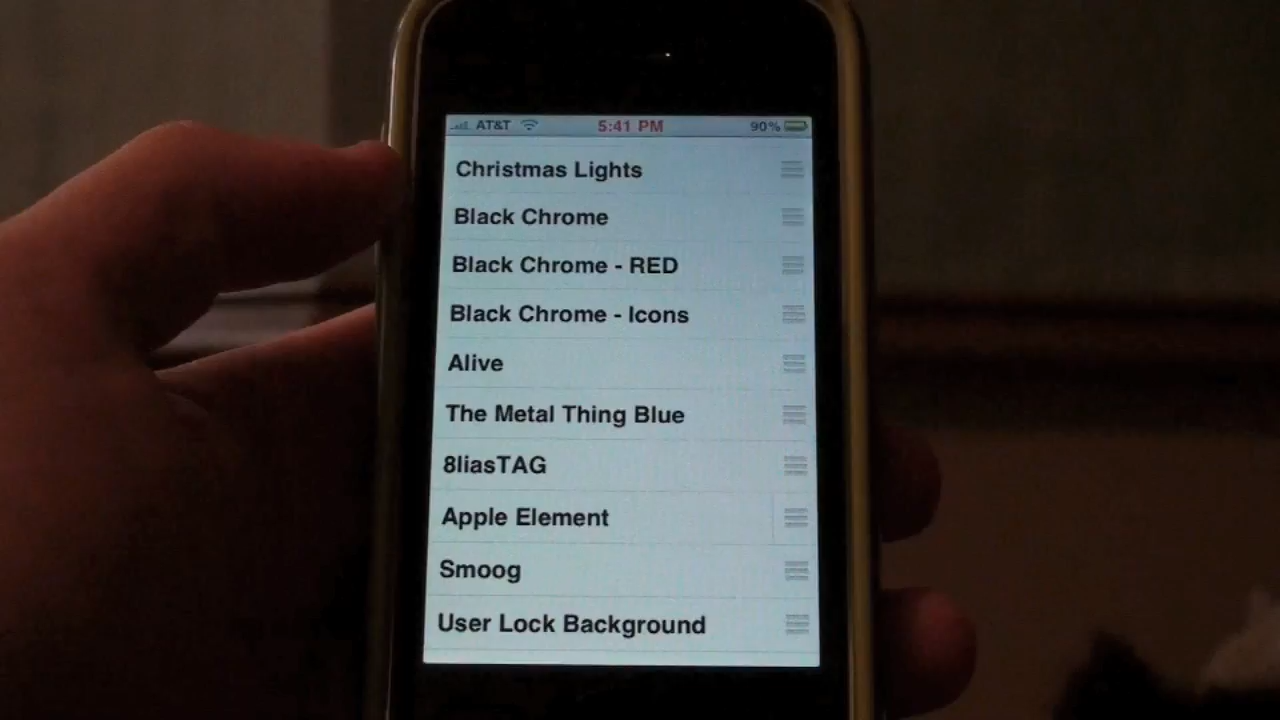 AT&T 5:41 PM 90%
Christmas Lights
Black Chrome
Black Chrome - RED
Black Chrome - Icons
Alive
The Metal Thing Blue
8liasTAG
Apple Element
Smoog
User Lock Background